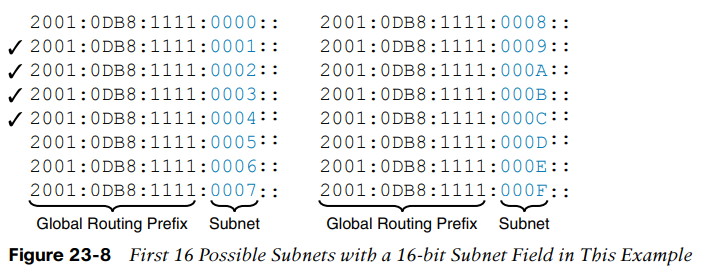 2001:0DB8:1111:0000:: 2001:0DB8:1111:0008::
✓ 2001:0DB8:1111:0001:: 2001:0DB8:1111:0009::
✓ 2001:0DB8:1111:0002:: 2001:0DB8:1111:000A::
✓ 2001:0DB8:1111:0003:: 2001:0DB8:1111:000B::
✓ 2001:0DB8:1111:0004:: 2001:0DB8:1111:000C::
2001:0DB8:1111:0005:: 2001:0DB8:1111:000D::
2001:0DB8:1111:0006:: 2001:0DB8:1111:000E::
2001:0DB8:1111:0007:: 2001:0DB8:1111:000F::
Global Routing Prefix Subnet Global Routing Prefix Subnet
Figure 23-8 First 16 Possible Subnets with a 16-bit Subnet Field in This Example